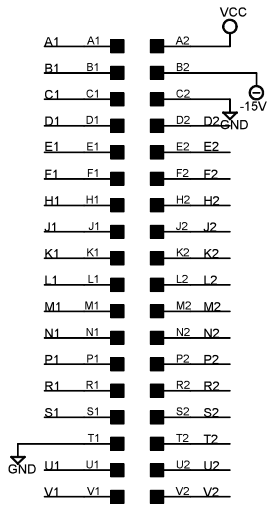 VCC
A1 A1 A2
B1 B1 B2
C1 C1 C2 -15V
D1 D1 D2 D2 GND
E1 E1 E2 E2
F1 F1 F2 F2
H1 H1 H2 H2
J1 J1 J2 J2
K1 K1 K2 K2
L1 L1 L2 L2
M1 M1 M2 M2
N1 N1 N2 N2
P1 P1 P2 P2
R1 R1 R2 R2
S1 S1 S2 S2
T1 T2 T2
GND U1 U1 U2 U2
V1 V1 V2 V2